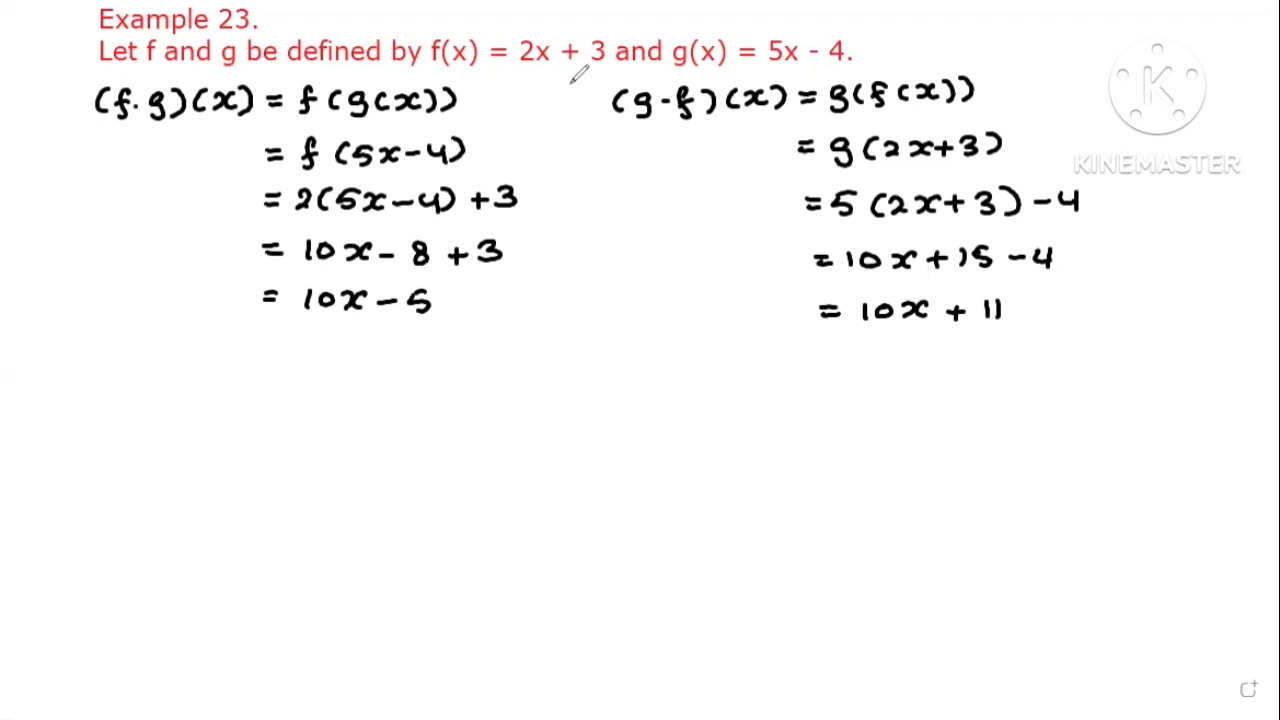 Example 23.
Let f and g be defined by f(x) = 2x + 3 and g(x) = 5x - 4.
(f·g)(x) = f(g(x))
= f(5x-4)
= 2(5x-4)+3
= 10x - 8 + 3
= 10x - 5
(g·f)(x) = g(f(x))
= g(2x+3)
= 5(2x+3)-4
= 10x+15-4
= 10x + 11
K
KINEMASTER